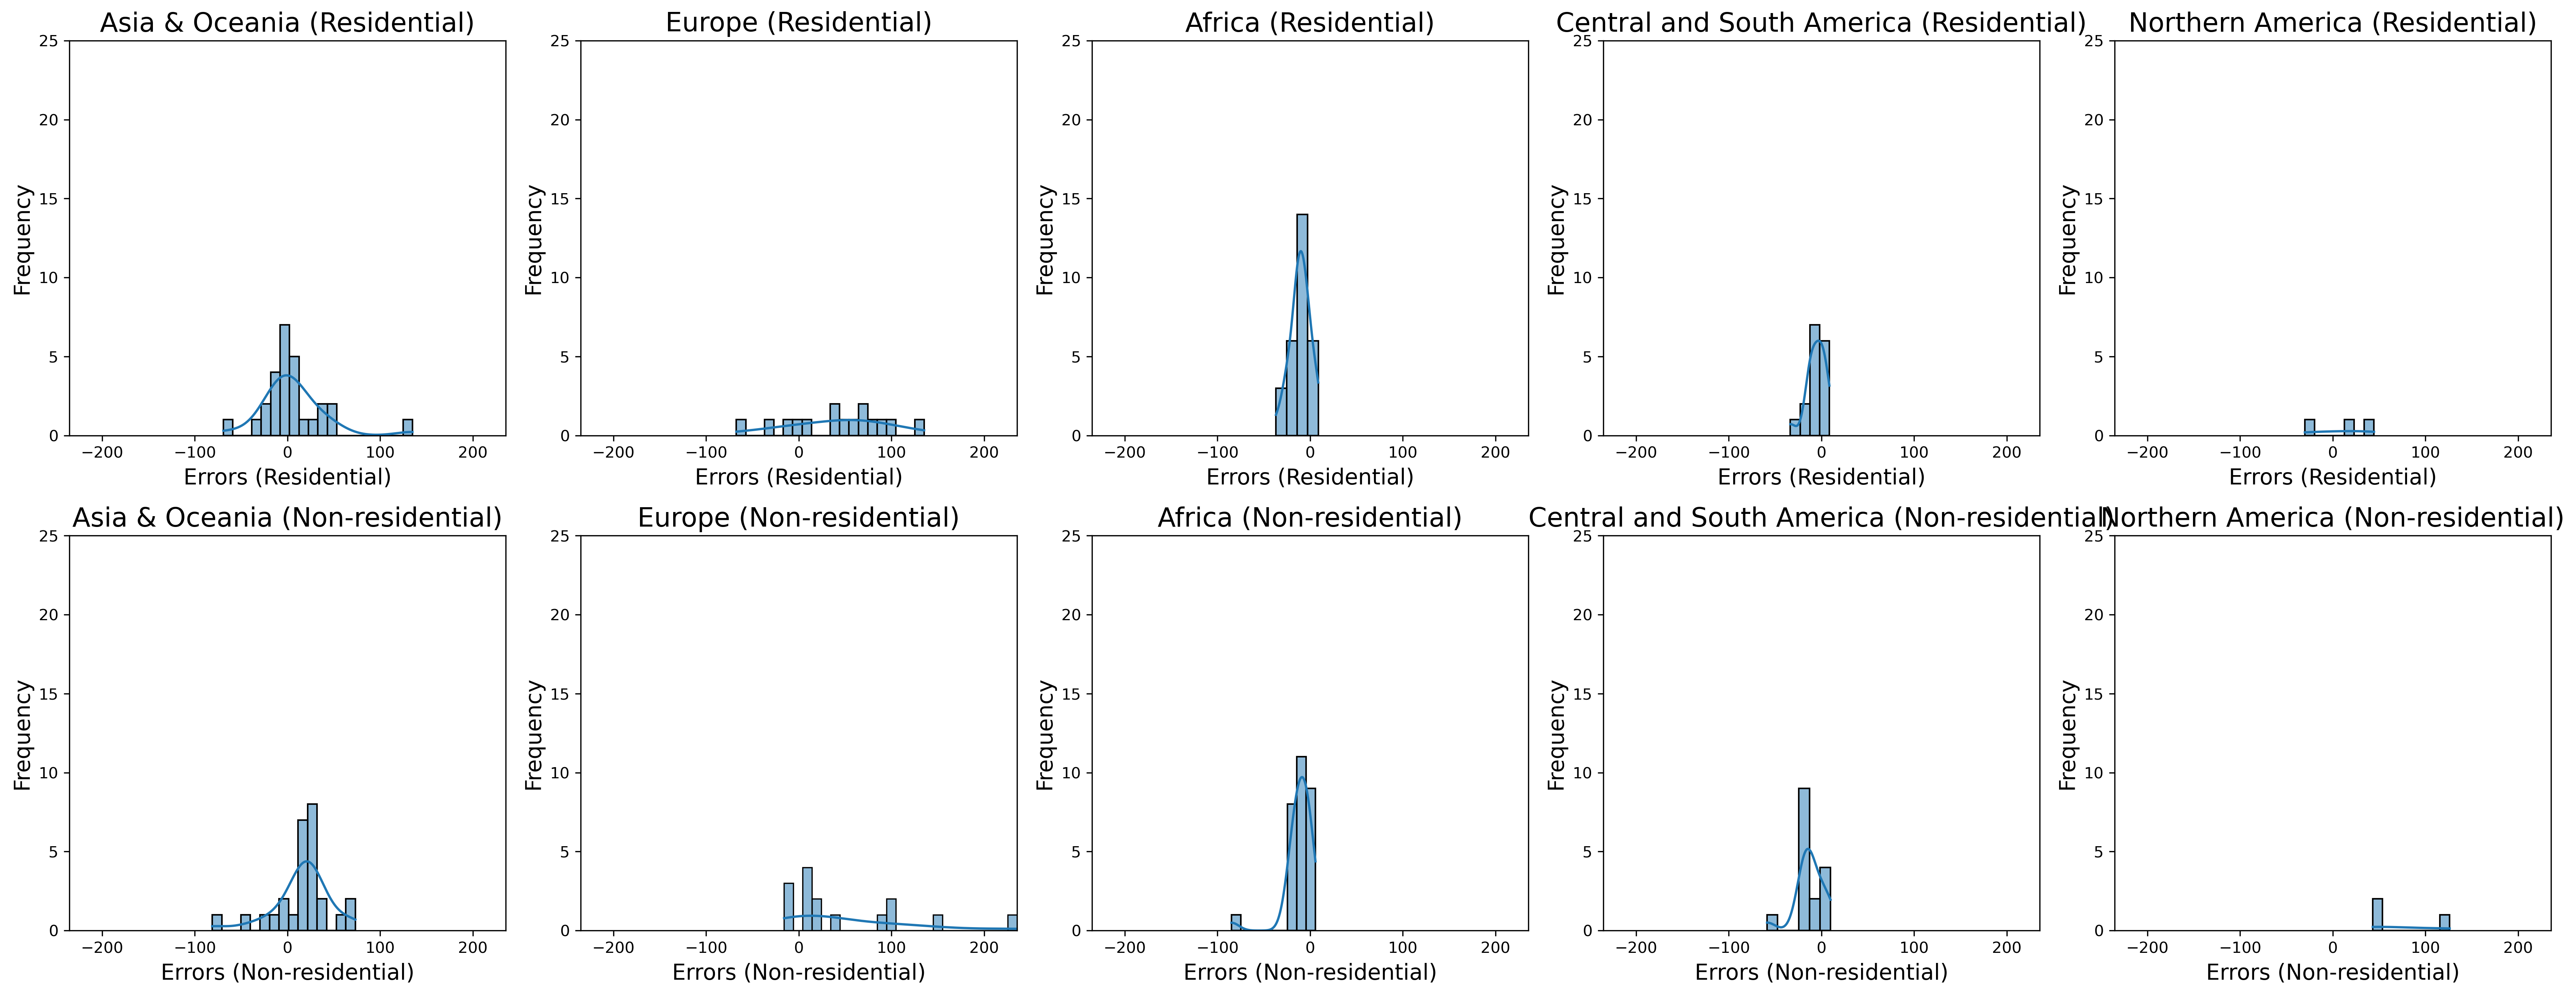 Asia & Oceania (Residential)
Europe (Residential)
Africa (Residential)
Central and South America (Residential)
Northern America (Residential)
25
20
15
10
5
0
Frequency
−200 −100 0 100 200
Errors (Residential)
25
20
15
10
5
0
Frequency
−200 −100 0 100 200
Errors (Residential)
25
20
15
10
5
0
Frequency
−200 −100 0 100 200
Errors (Residential)
25
20
15
10
5
0
Frequency
−200 −100 0 100 200
Errors (Residential)
25
20
15
10
5
0
Frequency
−200 −100 0 100 200
Errors (Residential)
Asia & Oceania (Non-residential)
Europe (Non-residential)
Africa (Non-residential)
Central and South America (Non-residential)
Northern America (Non-residential)
25
20
15
10
5
0
Frequency
−200 −100 0 100 200
Errors (Non-residential)
25
20
15
10
5
0
Frequency
−200 −100 0 100 200
Errors (Non-residential)
25
20
15
10
5
0
Frequency
−200 −100 0 100 200
Errors (Non-residential)
25
20
15
10
5
0
Frequency
−200 −100 0 100 200
Errors (Non-residential)
25
20
15
10
5
0
Frequency
−200 −100 0 100 200
Errors (Non-residential)